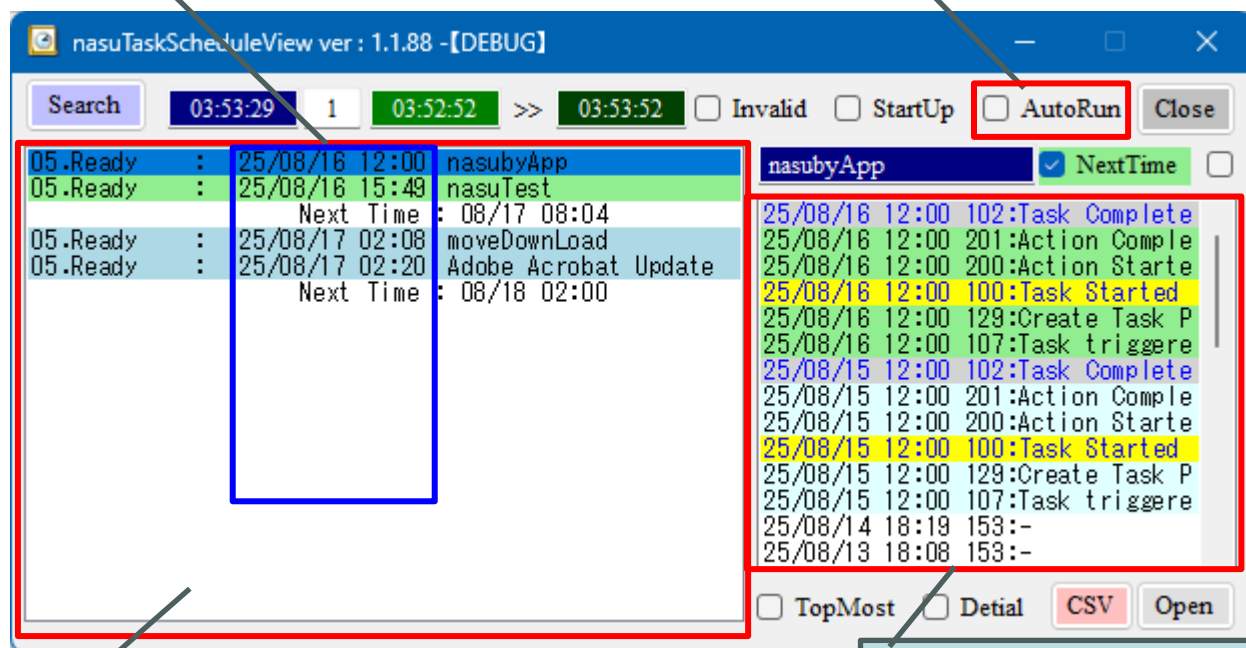 nasuTaskScheduleView ver : 1.1.88 -【DEBUG】
Search 03:53:29 1 03:52:52 >> 03:53:52 Invalid StartUp AutoRun Close
05.Ready : 25/08/16 12:00 nasubyApp
05.Ready : 25/08/16 15:49 nasuTest
Next Time : 08/17 08:04
05.Ready : 25/08/17 02:08 moveDownLoad
05.Ready : 25/08/17 02:20 Adobe Acrobat Update
Next Time : 08/18 02:00
nasubyApp NextTime
25/08/16 12:00 102:Task Complete
25/08/16 12:00 201:Action Comple
25/08/16 12:00 200:Action Starte
25/08/16 12:00 100:Task Started
25/08/16 12:00 129:Create Task P
25/08/16 12:00 107:Task triggere
25/08/15 12:00 102:Task Complete
25/08/15 12:00 201:Action Comple
25/08/15 12:00 200:Action Starte
25/08/15 12:00 100:Task Started
25/08/15 12:00 129:Create Task P
25/08/15 12:00 107:Task triggere
25/08/14 18:19 153:-
25/08/13 18:08 153:-
TopMost Detial CSV Open